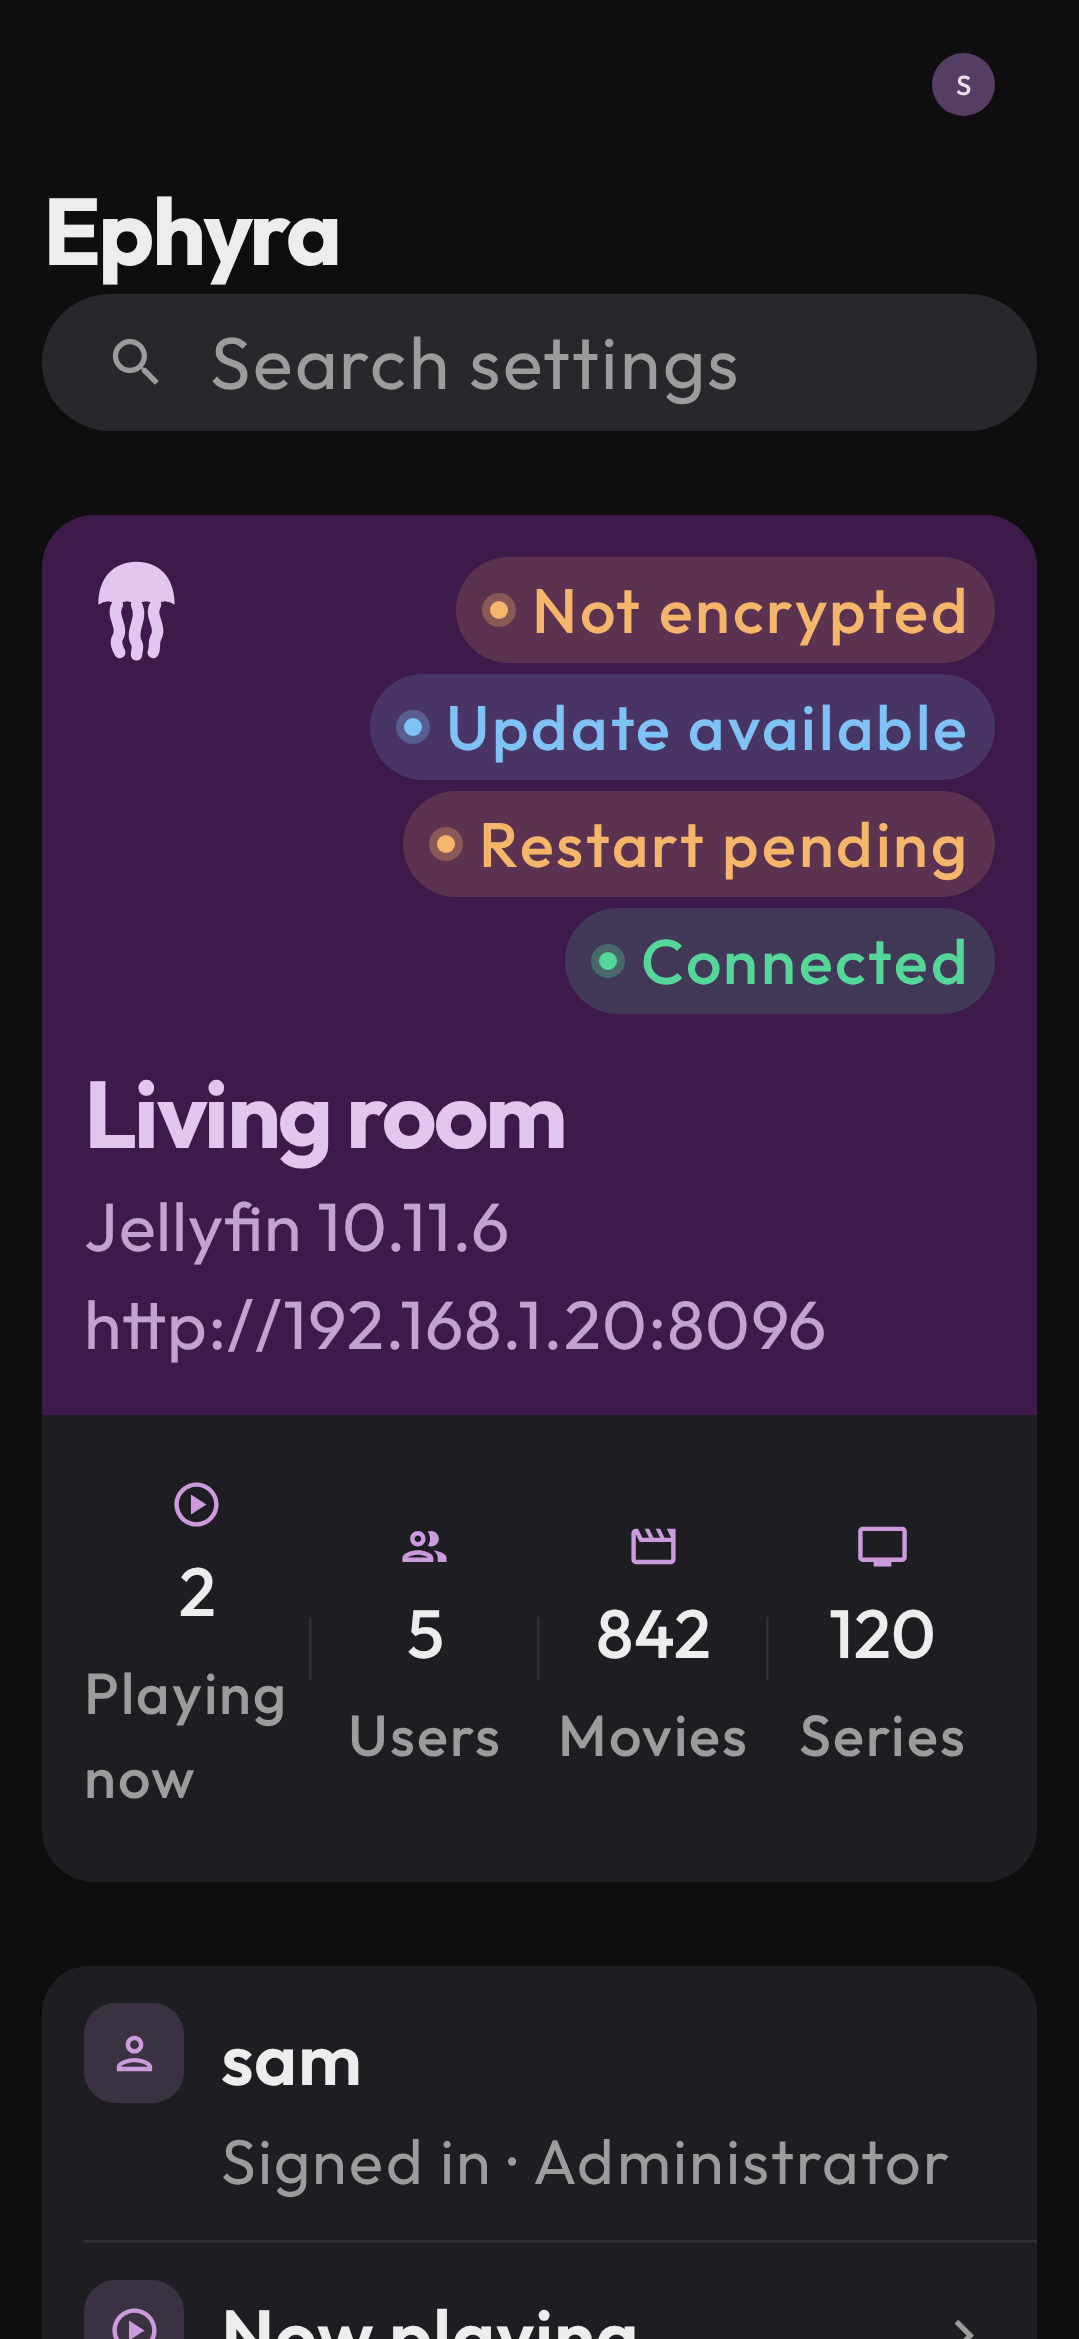 S
Ephyra
Search settings
Not encrypted
Update available
Restart pending
Connected
Living room
Jellyfin 10.11.6
http://192.168.1.20:8096
2
Playing
now
5
Users
842
Movies
120
Series
sam
Signed in · Administrator
Now playing